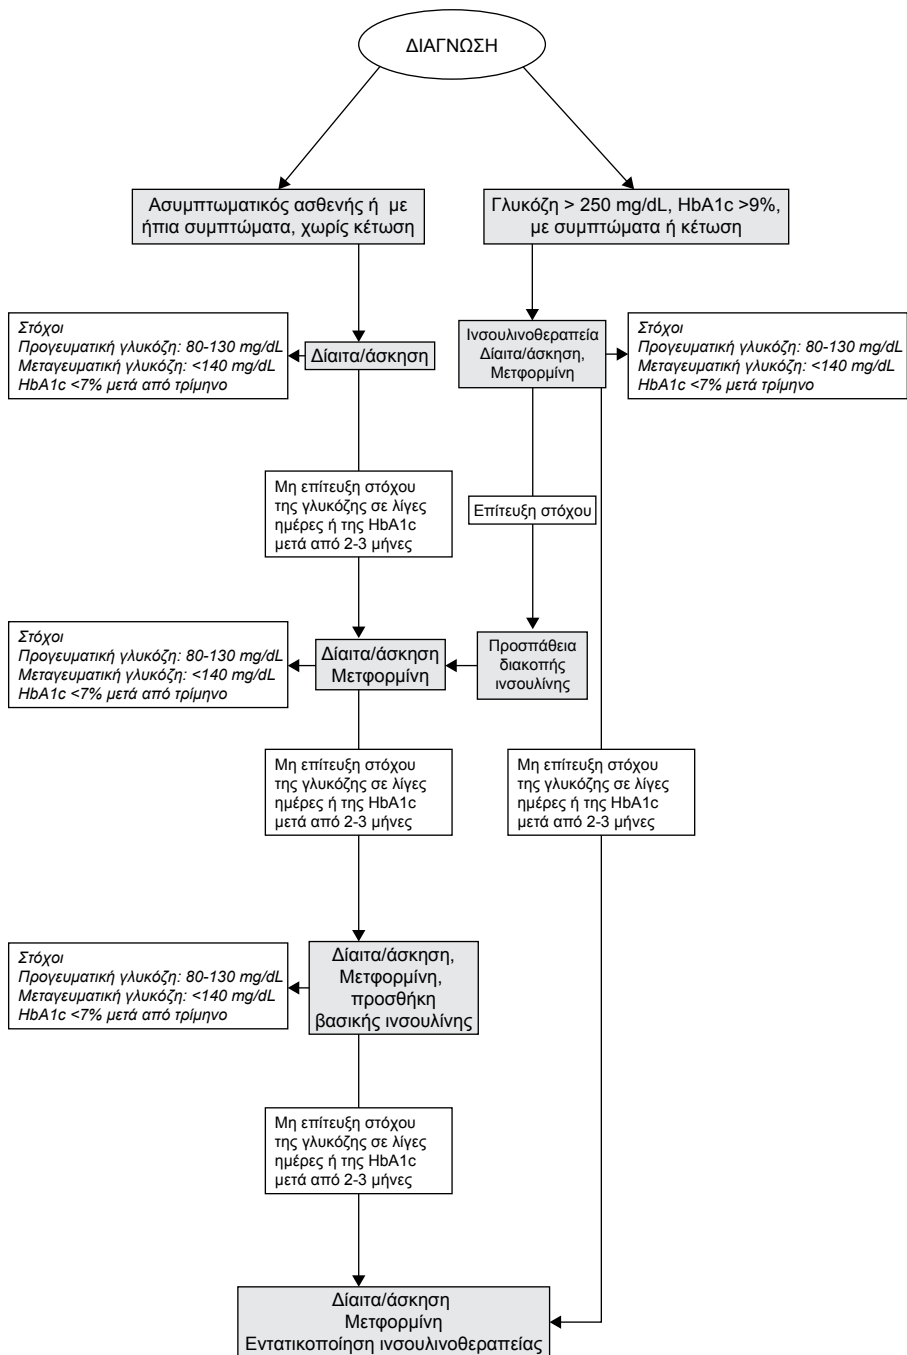 ΔΙΑΓΝΩΣΗ
Ασυμπτωματικός ασθενής ή με
ήπια συμπτώματα, χωρίς κέτωση
Γλυκόζη > 250 mg/dL, HbA1c >9%,
με συμπτώματα ή κέτωση
Στόχοι
Προγευματική γλυκόζη: 80-130 mg/dL
Μεταγευματική γλυκόζη: <140 mg/dL
HbA1c <7% μετά από τρίμηνο
Δίαιτα/άσκηση
Ινσουλινοθεραπεία
Δίαιτα/άσκηση,
Μετφορμίνη
Στόχοι
Προγευματική γλυκόζη: 80-130 mg/dL
Μεταγευματική γλυκόζη: <140 mg/dL
HbA1c <7% μετά τρίμηνο
Μη επίτευξη στόχου
της γλυκόζης σε λίγες
ημέρες ή της HbA1c
μετά από 2-3 μήνες
Επίτευξη στόχου
Στόχοι
Προγευματική γλυκόζη: 80-130 mg/dL
Μεταγευματική γλυκόζη: <140 mg/dL
HbA1c <7% μετά από τρίμηνο
Δίαιτα/άσκηση
Μετφορμίνη
Προσπάθεια
διακοπής
ινσουλίνης
Μη επίτευξη στόχου
της γλυκόζης σε λίγες
ημέρες ή της HbA1c
μετά από 2-3 μήνες
Μη επίτευξη στόχου
της γλυκόζης σε λίγες
ημέρες ή της HbA1c
μετά από 2-3 μήνες
Στόχοι
Προγευματική γλυκόζη: 80-130 mg/dL
Μεταγευματική γλυκόζη: <140 mg/dL
HbA1c <7% μετά από τρίμηνο
Δίαιτα/άσκηση,
Μετφορμίνη,
προσθήκη
βασικής ινσουλίνης
Μη επίτευξη στόχου
της γλυκόζης σε λίγες
ημέρες ή της HbA1c
μετά από 2-3 μήνες
Δίαιτα/άσκηση
Μετφορμίνη
Εντατικοποίηση ινσουλινοθεραπείας